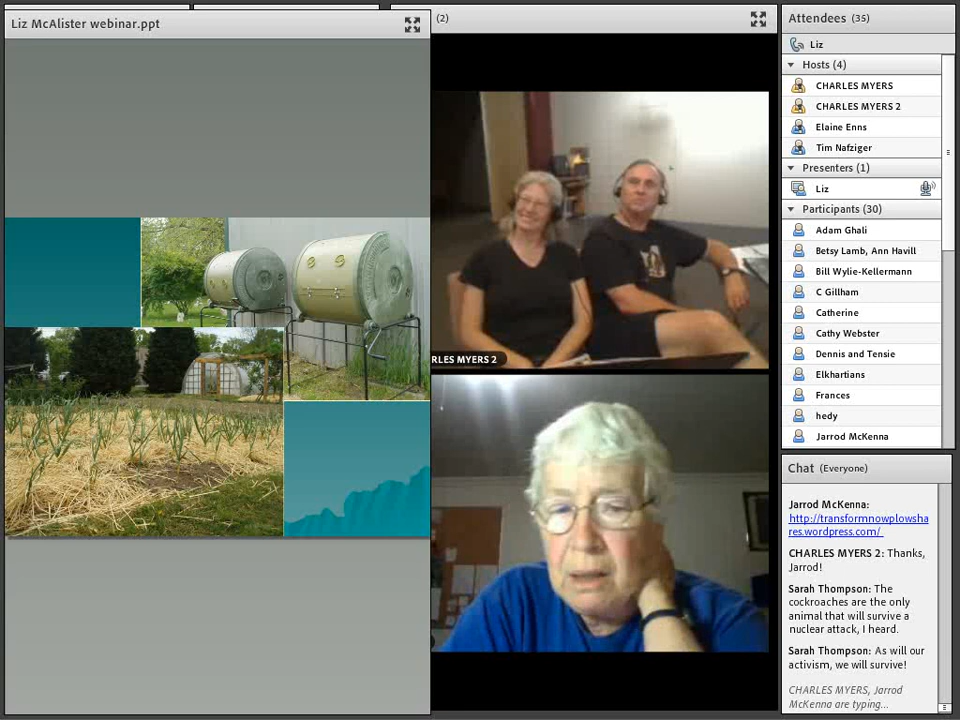 Liz McAlister webinar.ppt
(2)
RLES MYERS 2
Attendees (35)
Liz
Hosts (4)
CHARLES MYERS
CHARLES MYERS 2
Elaine Enns
Tim Nafziger
Presenters (1)
Liz
Participants (30)
Adam Ghali
Betsy Lamb, Ann Havill
Bill Wylie-Kellermann
C Gillham
Catherine
Cathy Webster
Dennis and Tensie
Elkhartians
Frances
hedy
Jarrod McKenna
Chat (Everyone)
Jarrod McKenna:
http://transformnowplowsha
res.wordpress.com/
CHARLES MYERS 2: Thanks,
Jarrod!
Sarah Thompson: The
cockroaches are the only
animal that will survive a
nuclear attack, I heard.
Sarah Thompson: As will our
activism, we will survive!
CHARLES MYERS, Jarrod
McKenna are typing...